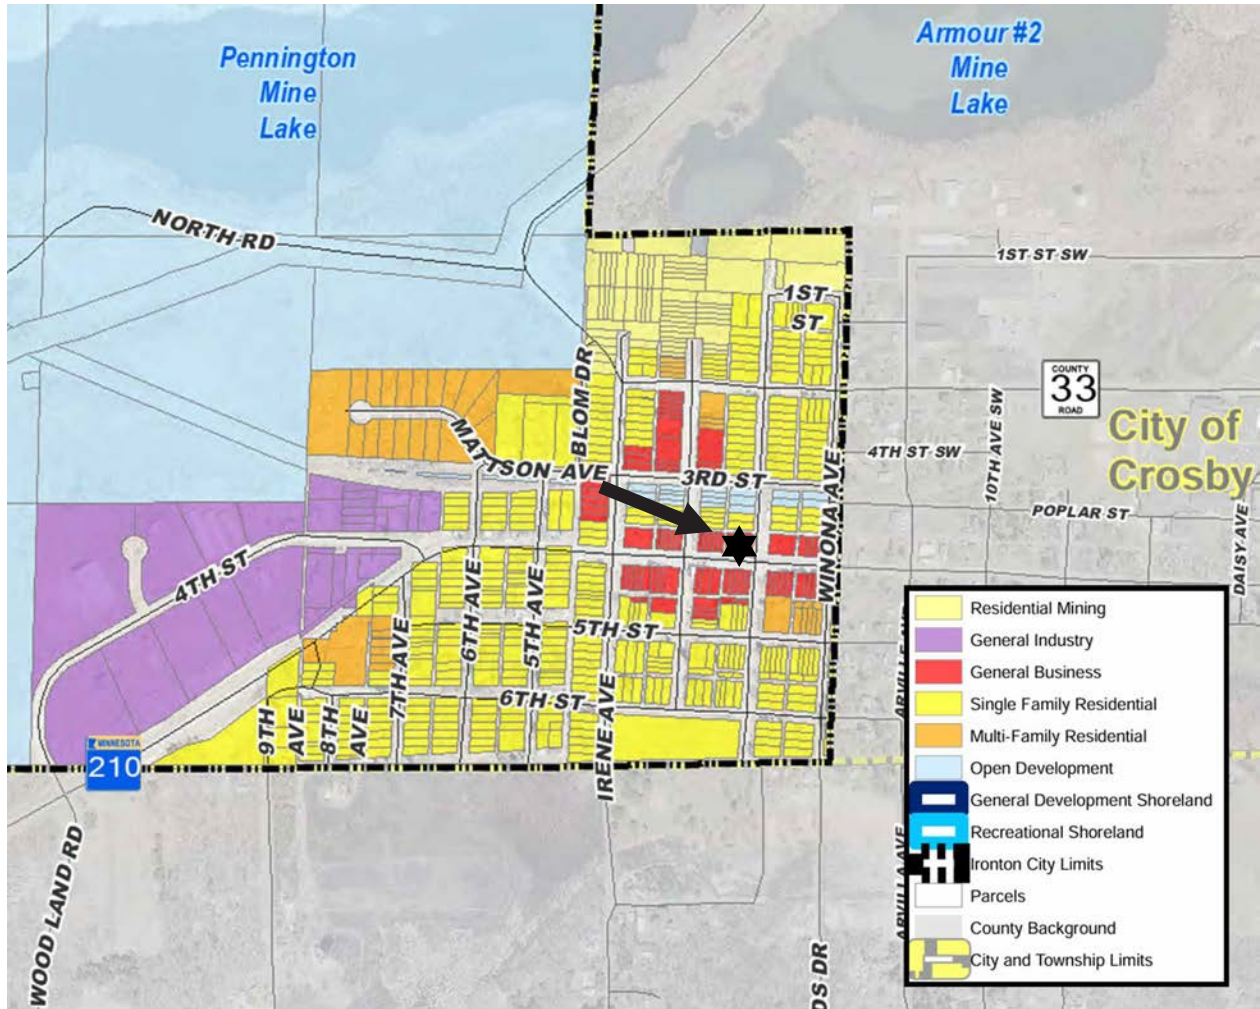 Pennington
Mine
Lake
Armour #2
Mine
Lake
NORTH RD
1ST ST SW
1ST
ST
COUNTY
33
ROAD
City of
Crosby
BLOM DR
MATTSON AVE
3RD ST
4TH ST SW
10TH AVE SW
WINONA AVE
POPLAR ST
DAISY AVE
4TH ST
6TH AVE
5TH AVE
5TH ST
7TH AVE
6TH ST
9TH
AVE
8TH
AVE
IRENE AVE
MINNESOTA
210
WOOD LAND RD
DS DR
ARVILLA AVE
Residential Mining
General Industry
General Business
Single Family Residential
Multi-Family Residential
Open Development
General Development Shoreland
Recreational Shoreland
Ironton City Limits
Parcels
County Background
City and Township Limits